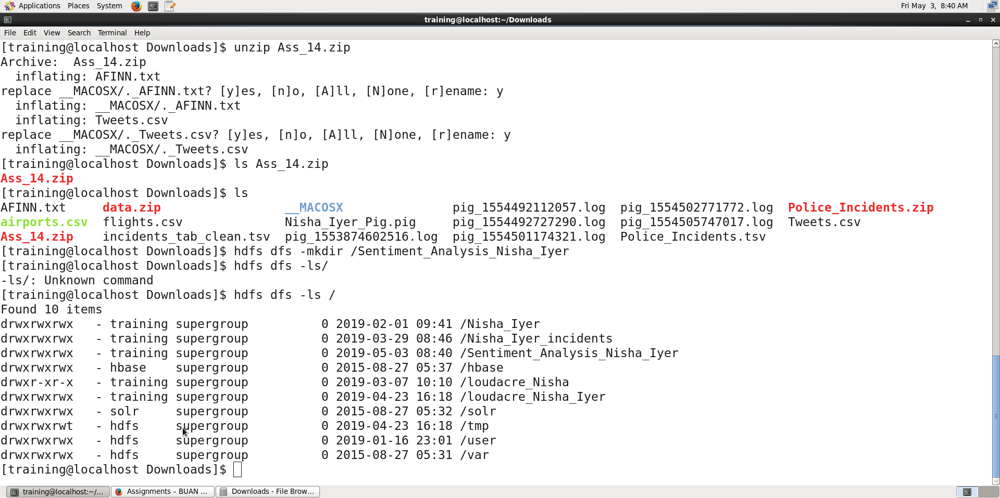 Applications Places System Fri May 3, 8:40 AM
training@localhost:~/Downloads
File Edit View Search Terminal Help
[training@localhost Downloads]$ unzip Ass_14.zip
Archive:  Ass_14.zip
  inflating: AFINN.txt
replace __MACOSX/._AFINN.txt? [y]es, [n]o, [A]ll, [N]one, [r]ename: y
  inflating: __MACOSX/._AFINN.txt
  inflating: Tweets.csv
replace __MACOSX/._Tweets.csv? [y]es, [n]o, [A]ll, [N]one, [r]ename: y
  inflating: __MACOSX/._Tweets.csv
[training@localhost Downloads]$ ls Ass_14.zip
Ass_14.zip
[training@localhost Downloads]$ ls
AFINN.txt     data.zip                 __MACOSX               pig_1554492112057.log  pig_1554502771772.log  Police_Incidents.zip
airports.csv  flights.csv              Nisha_Iyer_Pig.pig     pig_1554492727290.log  pig_1554505747017.log  Tweets.csv
Ass_14.zip    incidents_tab_clean.tsv  pig_1553874602516.log  pig_1554501174321.log  Police_Incidents.tsv
[training@localhost Downloads]$ hdfs dfs -mkdir /Sentiment_Analysis_Nisha_Iyer
[training@localhost Downloads]$ hdfs dfs -ls/
-ls/: Unknown command
[training@localhost Downloads]$ hdfs dfs -ls /
Found 10 items
drwxrwxrwx   - training supergroup          0 2019-02-01 09:41 /Nisha_Iyer
drwxrwxrwx   - training supergroup          0 2019-03-29 08:46 /Nisha_Iyer_incidents
drwxrwxrwx   - training supergroup          0 2019-05-03 08:40 /Sentiment_Analysis_Nisha_Iyer
drwxrwxrwx   - hbase    supergroup          0 2015-08-27 05:37 /hbase
drwxr-xr-x   - training supergroup          0 2019-03-07 10:10 /loudacre_Nisha
drwxrwxrwx   - training supergroup          0 2019-04-23 16:18 /loudacre_Nisha_Iyer
drwxrwxrwx   - solr     supergroup          0 2015-08-27 05:32 /solr
drwxrwxrwt   - hdfs     supergroup          0 2019-04-23 16:18 /tmp
drwxrwxrwx   - hdfs     supergroup          0 2019-01-16 23:01 /user
drwxrwxrwx   - hdfs     supergroup          0 2015-08-27 05:31 /var
[training@localhost Downloads]$
training@localhost:~/... Assignments – BUAN ... Downloads - File Brow...